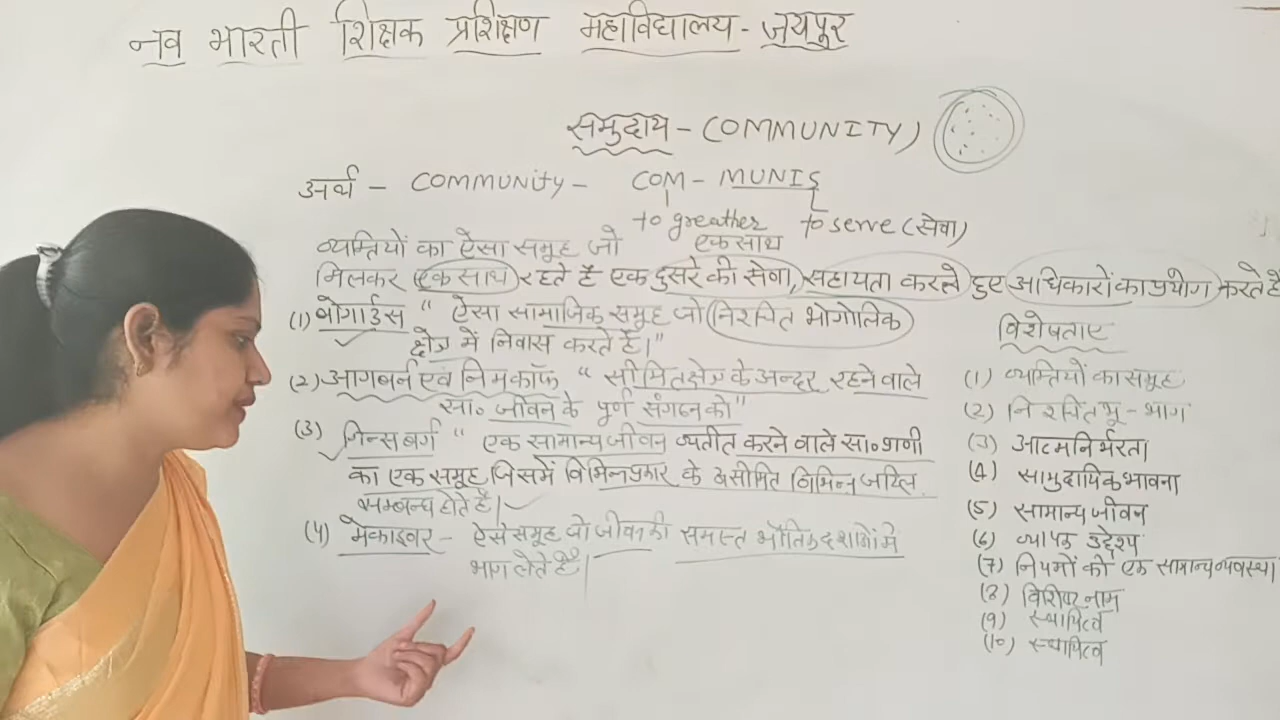 नव भारती शिक्षक प्रशिक्षण महाविद्यालय - जयपुर
समुदाय - COMMUNITY)
अर्थ - COMMUNITY - COM - MUNIS
to greather to serve (सेवा)
व्यक्तियों का ऐसा समूह जो एक साथ
मिलकर एक साथ रहते है एक दुसरे की सेवा, सहायता करते हुए अधिकारों का प्रयोग करते है
(1) बोगार्डस " ऐसा सामाजिक समूह जो निश्चित भोगोलिक
क्षेत्र में निवास करते हैं।"
(2) आगबर्न एवं निमकॉफ " सीमित क्षेत्र के अन्दर रहने वाले
सा० जीवन के पूर्ण संगठन को"
(3) जिन्सबर्ग " एक सामान्य जीवन व्यतीत करने वाले सा० प्राणी
का एक समूह जिसमें विभिन्न प्रकार के असीमित विभिन्न जटिल
सम्बन्ध होते है।
(4) मेकाइवर - ऐसे समूह जो जीवन की समस्त भौतिक दशाओं में
भाग लेते है।
विशेषताए
(1) व्यक्तियों का समूह
(2) निश्चित भू - भाग
(3) आत्मनिर्भरता
(4) सामुदायिक भावना
(5) सामान्य जीवन
(6) व्यापक उद्देश्य
(7) नियमों की एक सामान्य व्यवस्था
(8) विशिष्ट नाम
(9) स्थायित्व
(10) स्थायित्व